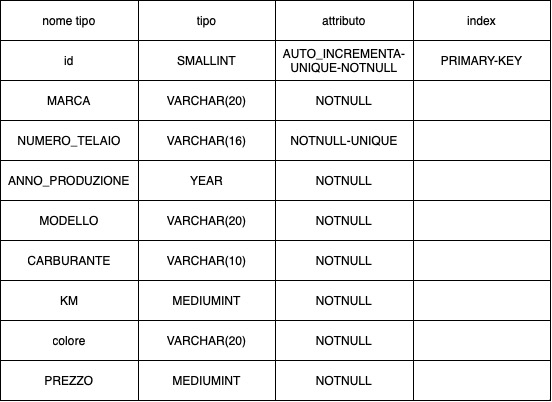 nome tipo tipo attributo index
id SMALLINT AUTO_INCREMENTA-
UNIQUE-NOTNULL PRIMARY-KEY
MARCA VARCHAR(20) NOTNULL
NUMERO_TELAIO VARCHAR(16) NOTNULL-UNIQUE
ANNO_PRODUZIONE YEAR NOTNULL
MODELLO VARCHAR(20) NOTNULL
CARBURANTE VARCHAR(10) NOTNULL
KM MEDIUMINT NOTNULL
colore VARCHAR(20) NOTNULL
PREZZO MEDIUMINT NOTNULL